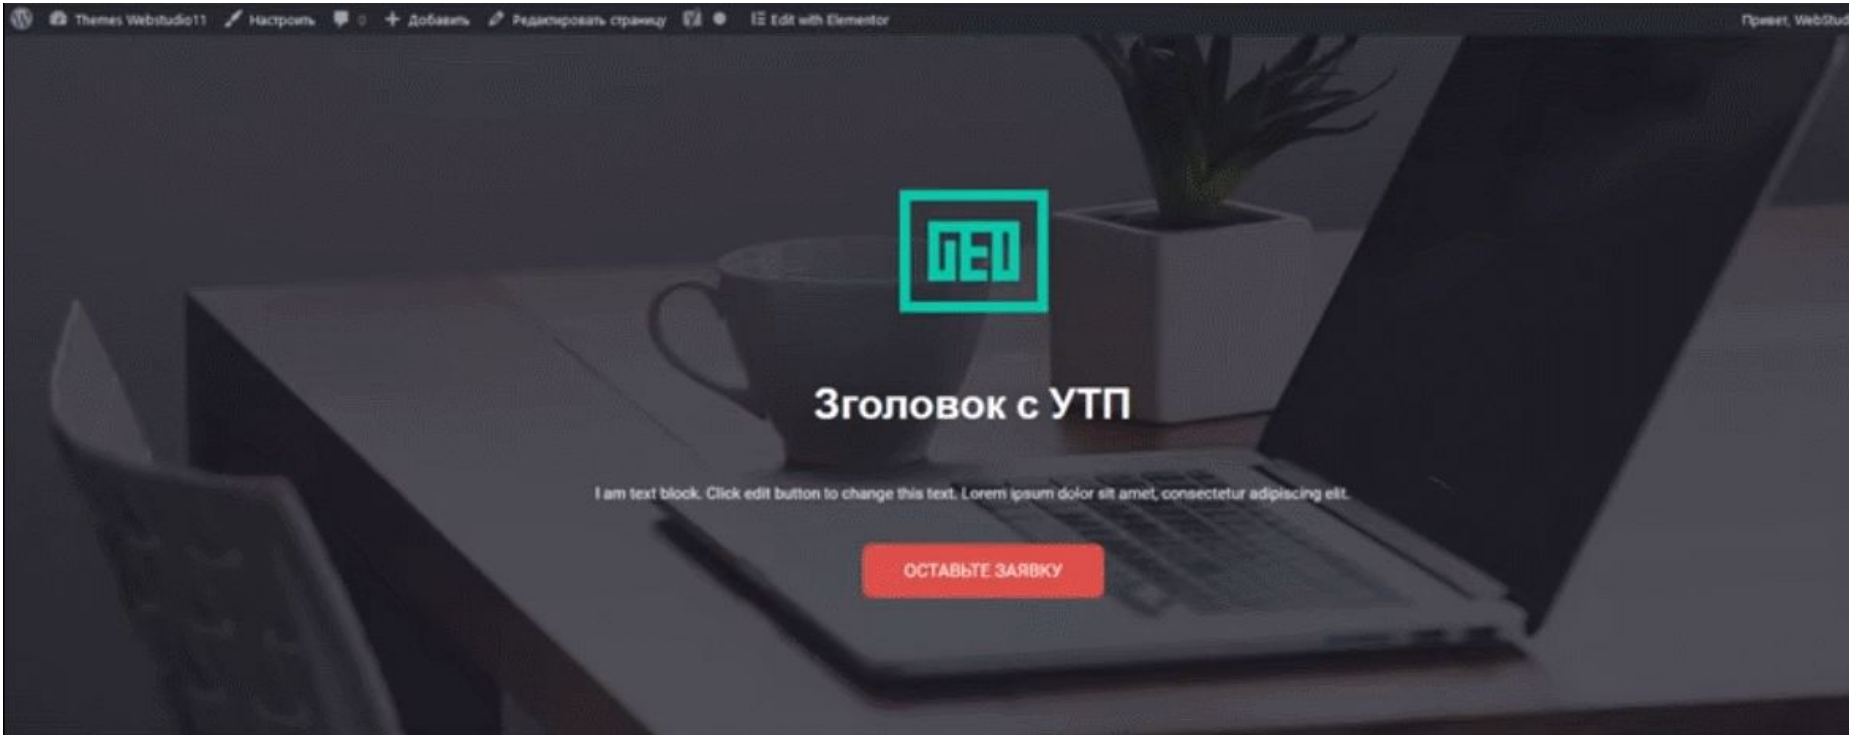 Themes Webstudio11 Настроить 0 Добавить Редактировать страницу Edit with Elementor Привет, WebStud
GEO
Зголовок с УТП
I am text block. Click edit button to change this text. Lorem ipsum dolor sit amet, consectetur adipiscing elit.
ОСТАВЬТЕ ЗАЯВКУ